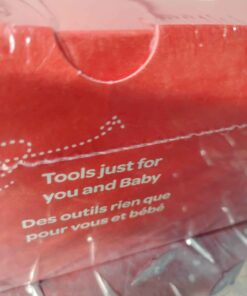 Tools just for
you and Baby
Des outils rien que
pour vous et bébé